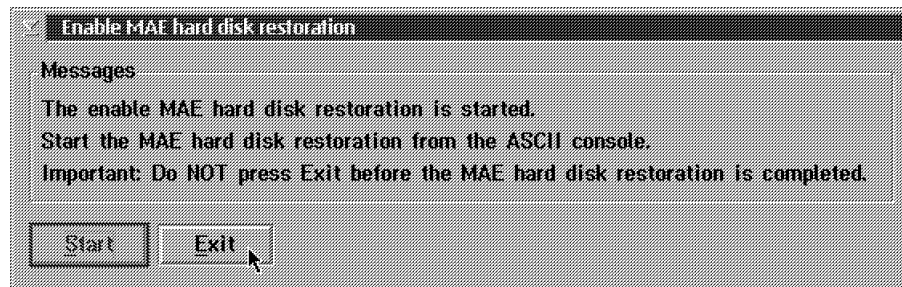 Enable MAE hard disk restoration
Messages
The enable MAE hard disk restoration is started.
Start the MAE hard disk restoration from the ASCII console.
Important: Do NOT press Exit before the MAE hard disk restoration is completed.
Start Exit